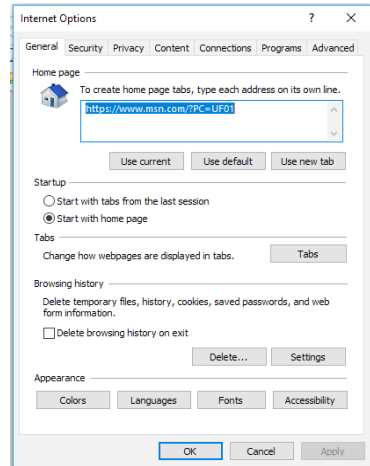 Internet Options ? X
General Security Privacy Content Connections Programs Advanced
Home page
To create home page tabs, type each address on its own line.
https://www.msn.com/?PC=UF01
Use current Use default Use new tab
Startup
Start with tabs from the last session
Start with home page
Tabs
Change how webpages are displayed in tabs. Tabs
Browsing history
Delete temporary files, history, cookies, saved passwords, and web
form information.
Delete browsing history on exit
Delete... Settings
Appearance
Colors Languages Fonts Accessibility
OK Cancel Apply